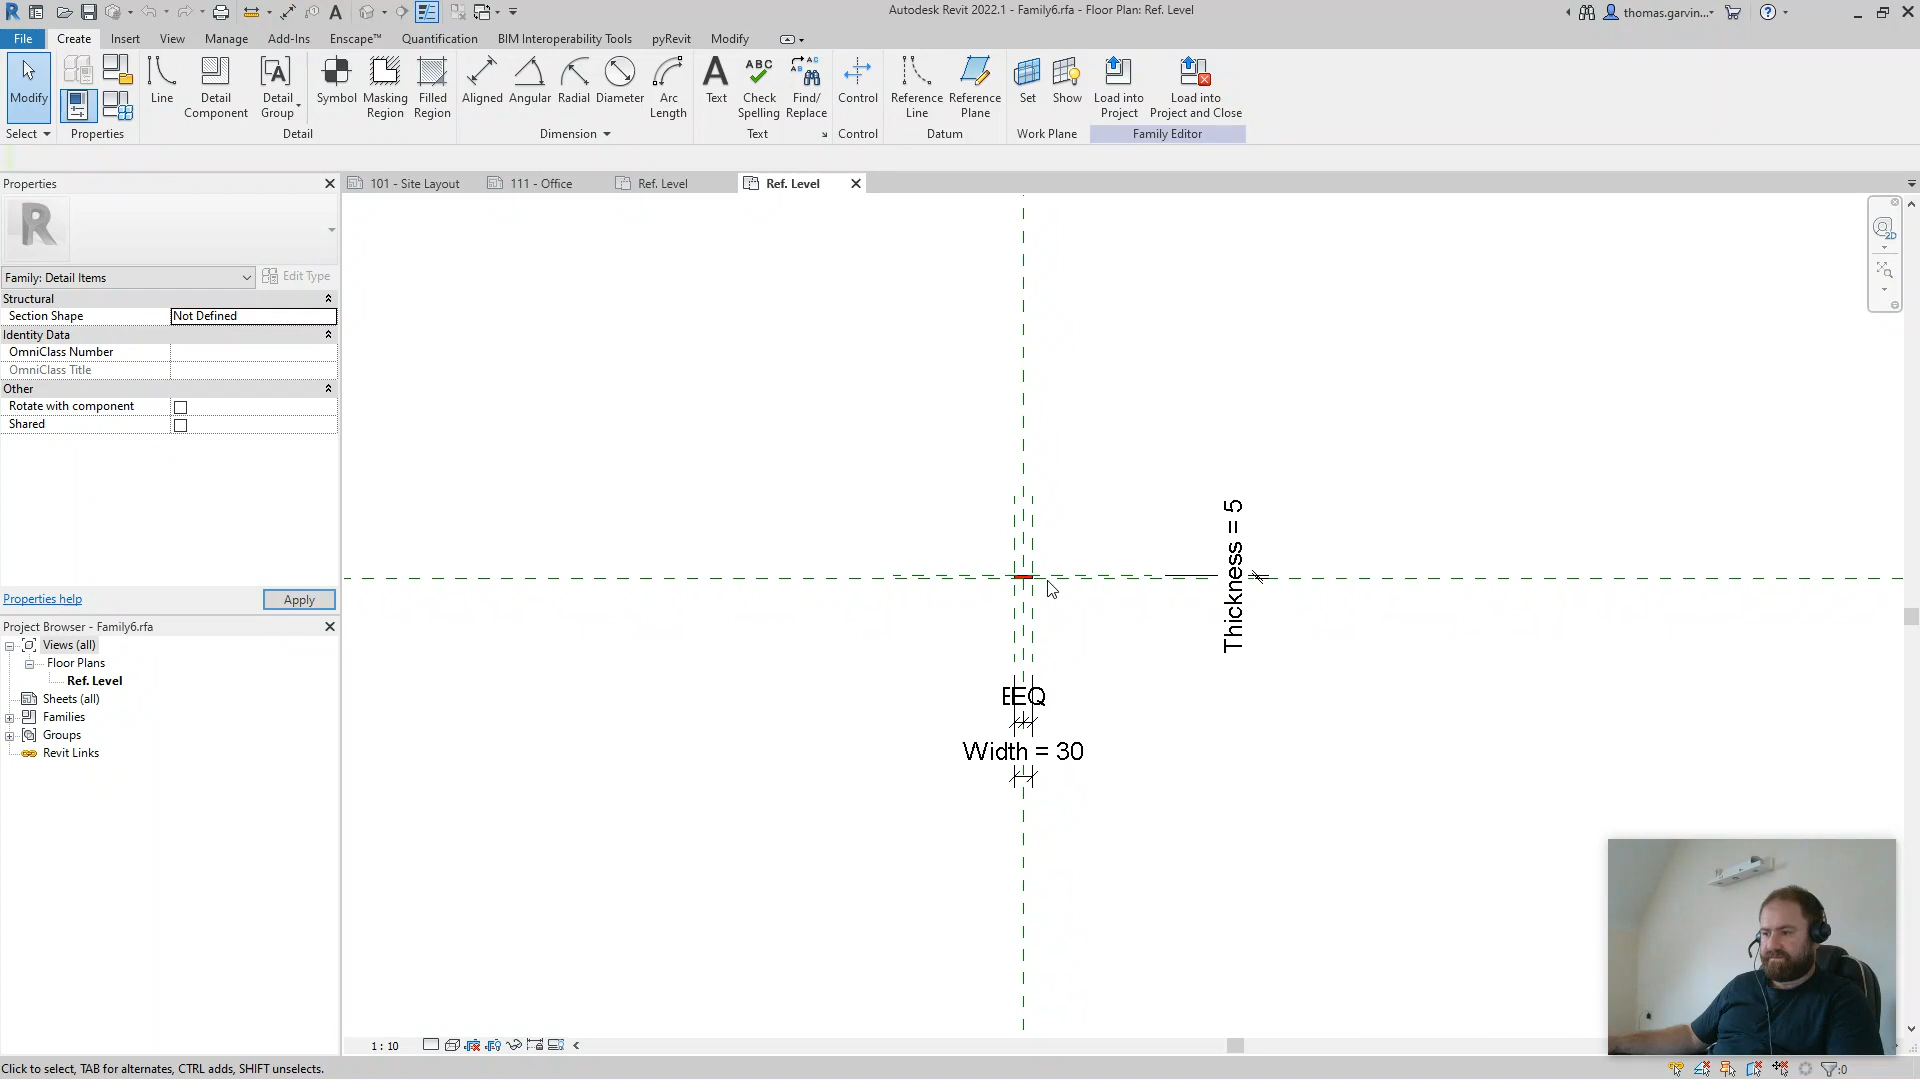 Autodesk Revit 2022.1 - Family6.rfa - Floor Plan: Ref. Level
thomas.garvin...
File Create Insert View Manage Add-Ins Enscape™ Quantification BIM Interoperability Tools pyRevit Modify
Modify
Line
Detail Component
Detail Group
Symbol
Masking Region
Filled Region
Aligned
Angular
Radial
Diameter
Arc Length
Text
ABC
Check Spelling
Find/ Replace
Control
Reference Line
Reference Plane
Set
Show
Load into Project
Load into Project and Close
Select Properties Detail Dimension Text Control Datum Work Plane Family Editor
Properties
101 - Site Layout
111 - Office
Ref. Level
Ref. Level
Family: Detail Items
Edit Type
Structural
Section Shape Not Defined
Identity Data
OmniClass Number
OmniClass Title
Other
Rotate with component
Shared
Properties help
Apply
Project Browser - Family6.rfa
Views (all)
Floor Plans
Ref. Level
Sheets (all)
Families
Groups
Revit Links
Thickness = 5
EEQ
Width = 30
2D
1 : 10
Click to select, TAB for alternates, CTRL adds, SHIFT unselects.
:0